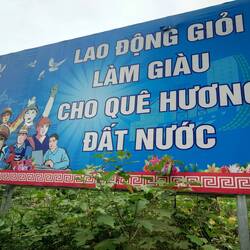 LAO ĐỘNG GIỎI
LÀM GIÀU
CHO QUÊ HƯƠNG
ĐẤT NƯỚC